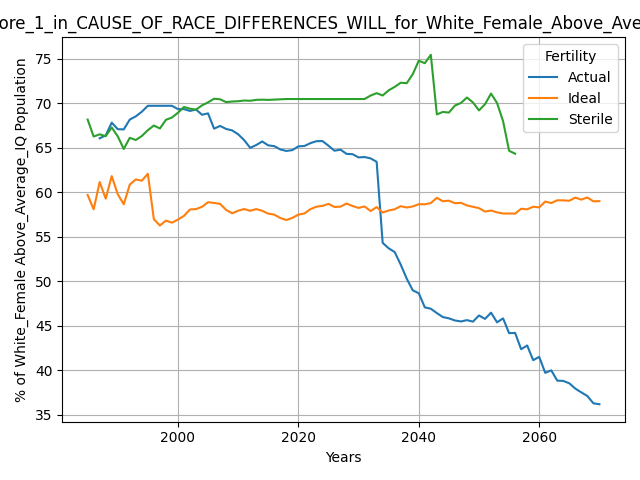 ore_1_in_CAUSE_OF_RACE_DIFFERENCES_WILL_for_White_Female_Above_Ave
Fertility
Actual
Ideal
Sterile
% of White_Female Above_Average_IQ Population
75
70
65
60
55
50
45
40
35
2000
2020
2040
2060
Years